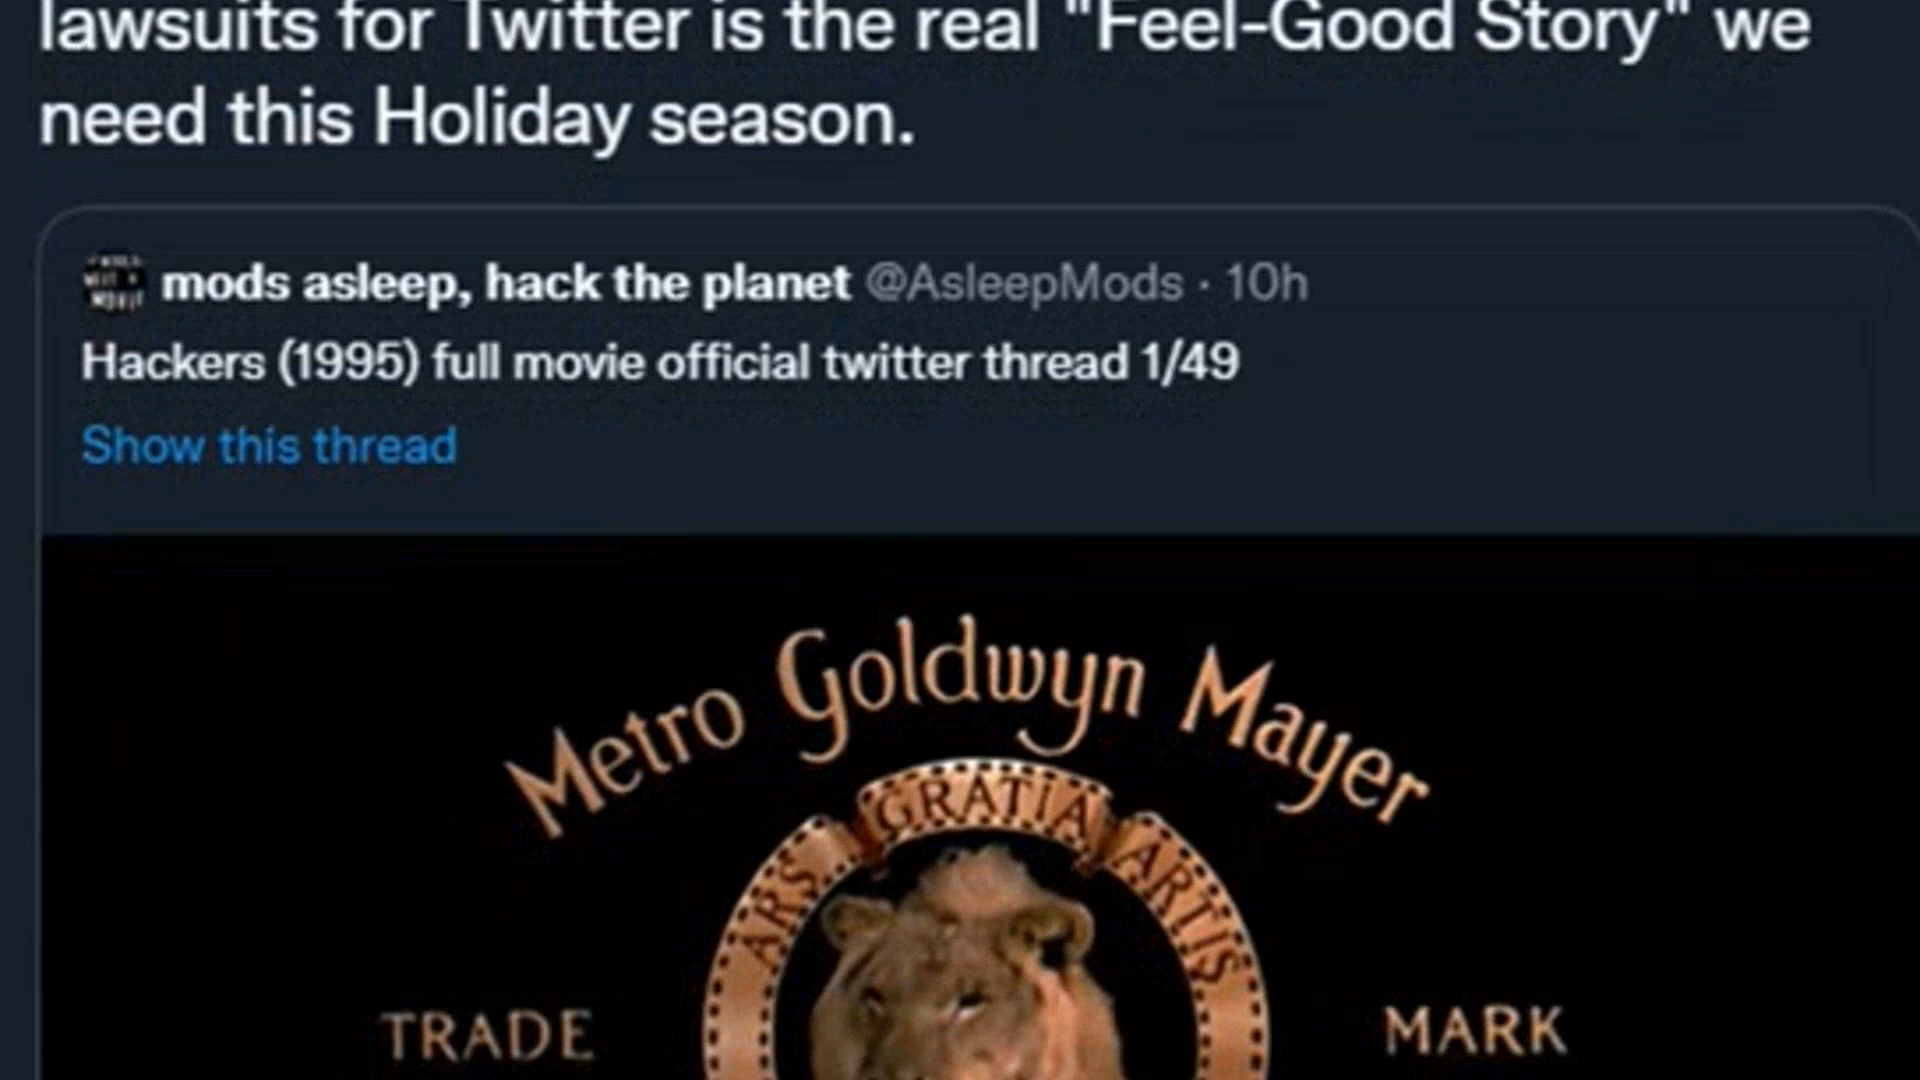 lawsuits for Twitter is the real "Feel-Good Story" we
need this Holiday season.
mods asleep, hack the planet @AsleepMods · 10h
Hackers (1995) full movie official twitter thread 1/49
Show this thread
Metro Goldwyn Mayer
ARS GRATIA ARTIS
TRADE MARK